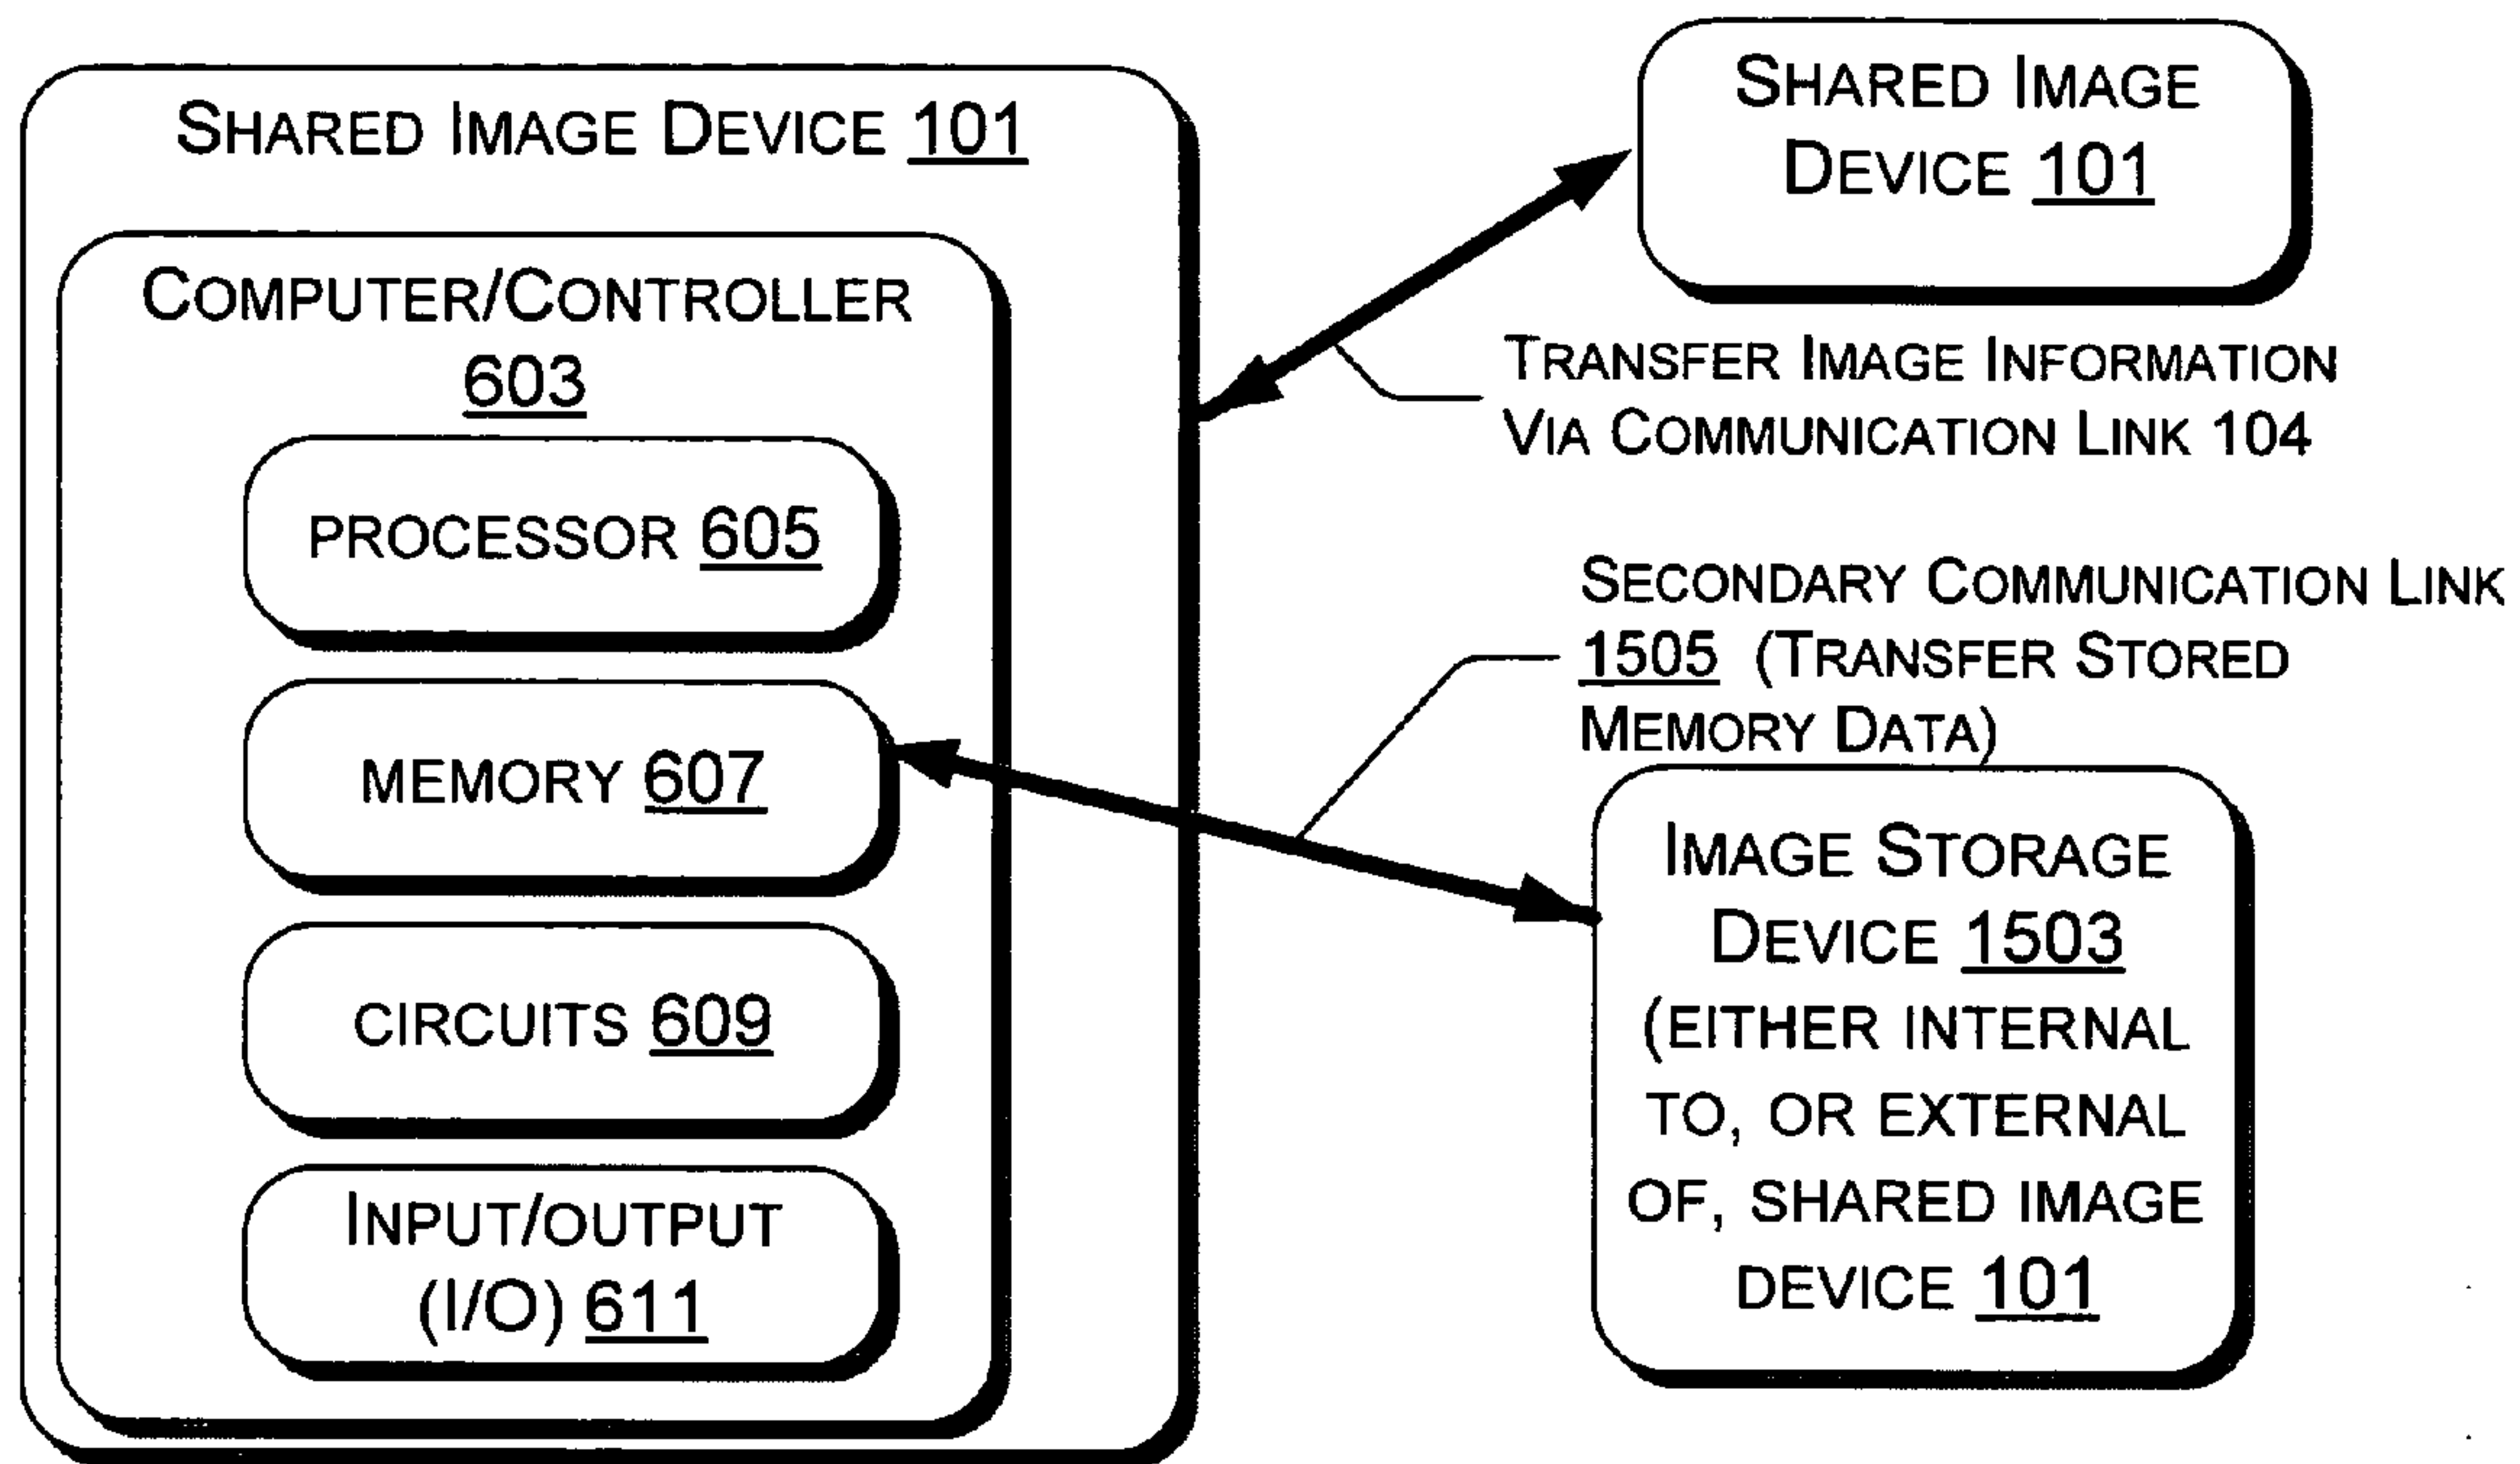 SHARED IMAGE DEVICE 101
COMPUTER/CONTROLLER
603
PROCESSOR 605
MEMORY 607
CIRCUITS 609
INPUT/OUTPUT
(I/O) 611
SHARED IMAGE
DEVICE 101
TRANSFER IMAGE INFORMATION
VIA COMMUNICATION LINK 104
SECONDARY COMMUNICATION LINK
1505 (TRANSFER STORED
MEMORY DATA)
IMAGE STORAGE
DEVICE 1503
(EITHER INTERNAL
TO, OR EXTERNAL
OF, SHARED IMAGE
DEVICE 101